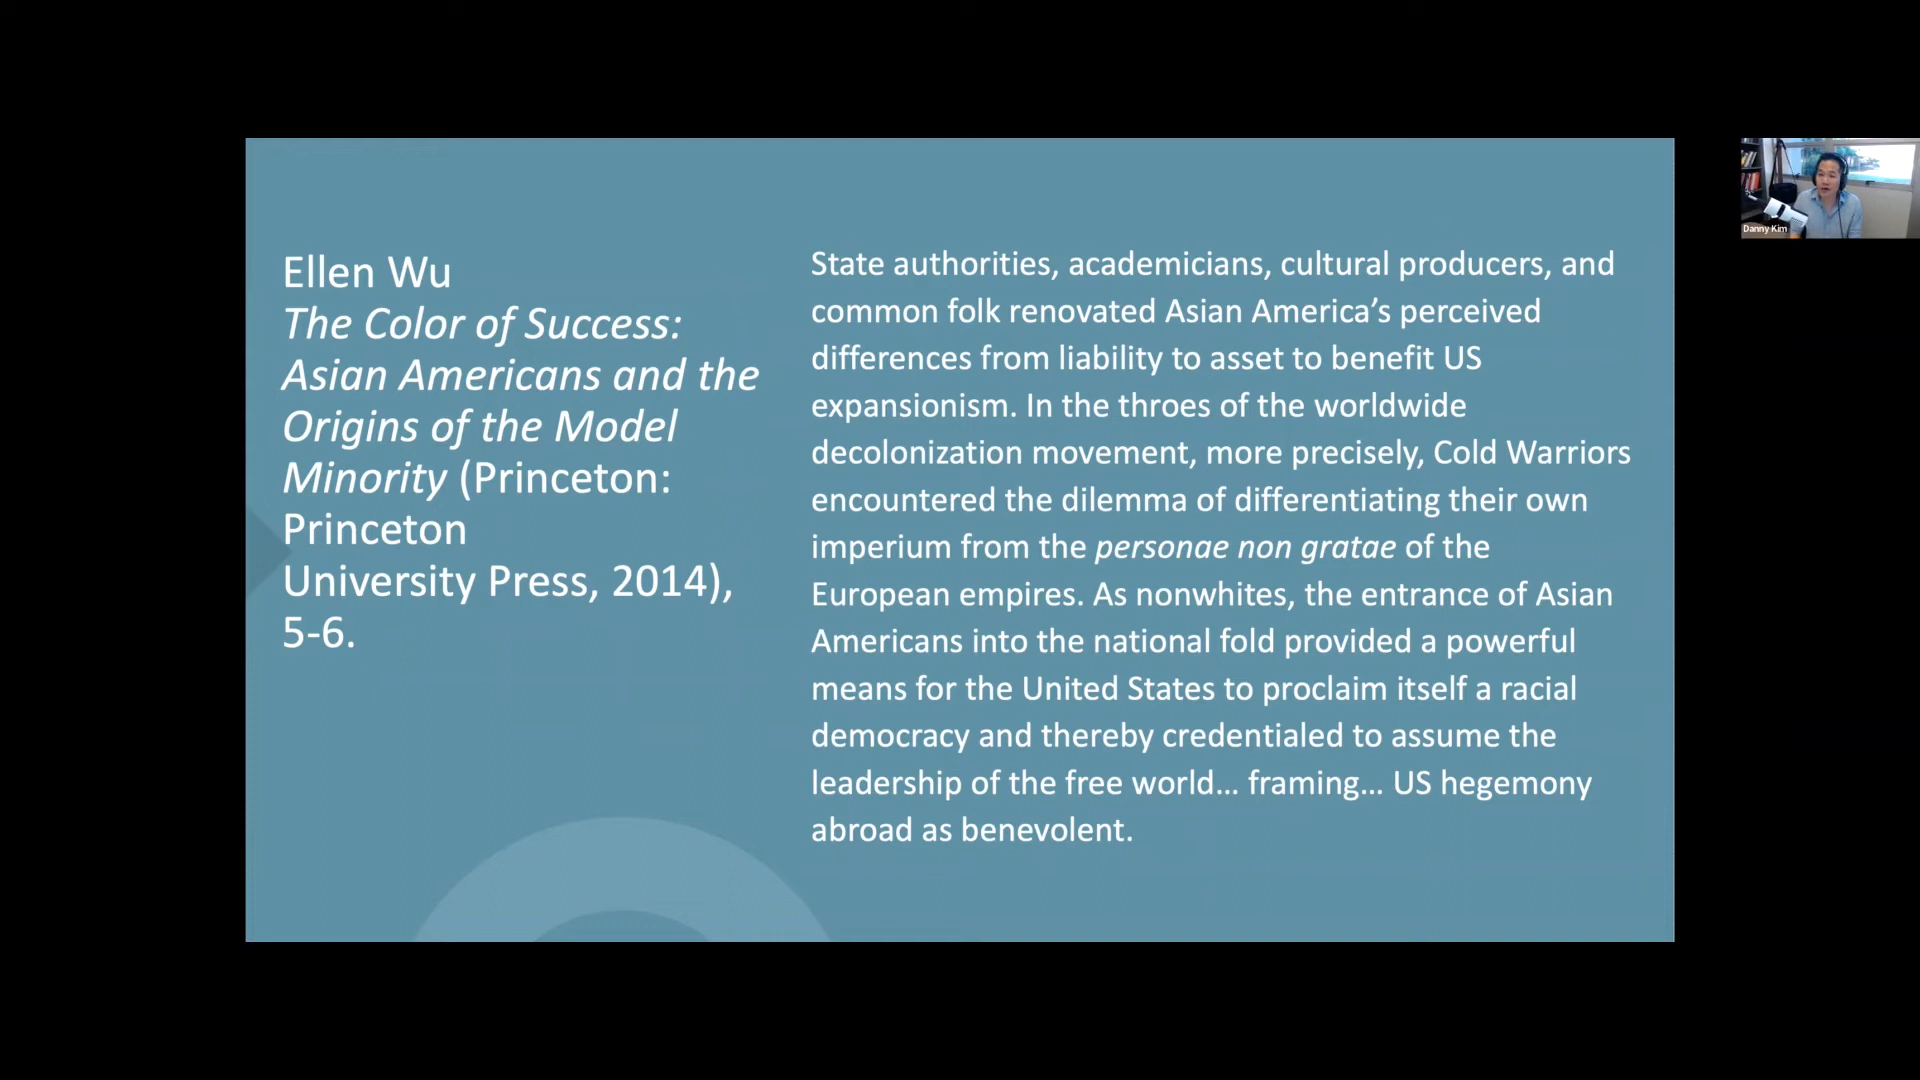 Ellen Wu
The Color of Success:
Asian Americans and the
Origins of the Model
Minority (Princeton:
Princeton
University Press, 2014),
5-6.
State authorities, academicians, cultural producers, and
common folk renovated Asian America’s perceived
differences from liability to asset to benefit US
expansionism. In the throes of the worldwide
decolonization movement, more precisely, Cold Warriors
encountered the dilemma of differentiating their own
imperium from the personae non gratae of the
European empires. As nonwhites, the entrance of Asian
Americans into the national fold provided a powerful
means for the United States to proclaim itself a racial
democracy and thereby credentialed to assume the
leadership of the free world… framing… US hegemony
abroad as benevolent.
Danny Kim